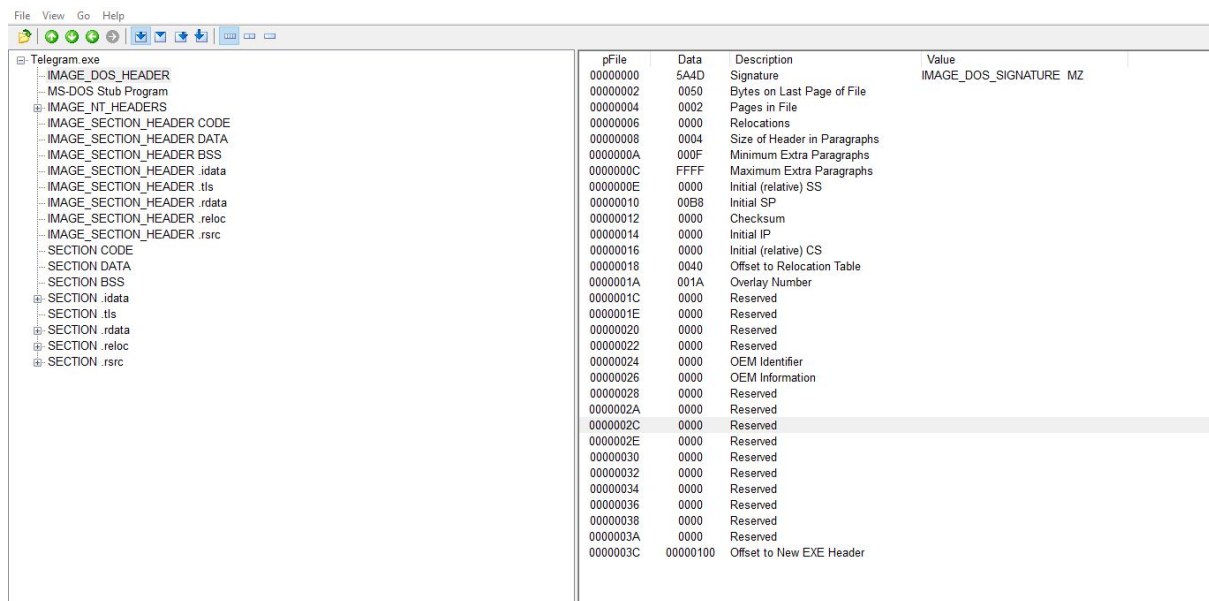 File View Go Help
Telegram.exe
IMAGE_DOS_HEADER
MS-DOS Stub Program
IMAGE_NT_HEADERS
IMAGE_SECTION_HEADER CODE
IMAGE_SECTION_HEADER DATA
IMAGE_SECTION_HEADER BSS
IMAGE_SECTION_HEADER .idata
IMAGE_SECTION_HEADER .tls
IMAGE_SECTION_HEADER .rdata
IMAGE_SECTION_HEADER .reloc
IMAGE_SECTION_HEADER .rsrc
SECTION CODE
SECTION DATA
SECTION BSS
SECTION .idata
SECTION .tls
SECTION .rdata
SECTION .reloc
SECTION .rsrc
pFile Data Description Value
00000000 5A4D Signature IMAGE_DOS_SIGNATURE MZ
00000002 0050 Bytes on Last Page of File
00000004 0002 Pages in File
00000006 0000 Relocations
00000008 0004 Size of Header in Paragraphs
0000000A 000F Minimum Extra Paragraphs
0000000C FFFF Maximum Extra Paragraphs
0000000E 0000 Initial (relative) SS
00000010 00B8 Initial SP
00000012 0000 Checksum
00000014 0000 Initial IP
00000016 0000 Initial (relative) CS
00000018 0040 Offset to Relocation Table
0000001A 001A Overlay Number
0000001C 0000 Reserved
0000001E 0000 Reserved
00000020 0000 Reserved
00000022 0000 Reserved
00000024 0000 OEM Identifier
00000026 0000 OEM Information
00000028 0000 Reserved
0000002A 0000 Reserved
0000002C 0000 Reserved
0000002E 0000 Reserved
00000030 0000 Reserved
00000032 0000 Reserved
00000034 0000 Reserved
00000036 0000 Reserved
00000038 0000 Reserved
0000003A 0000 Reserved
0000003C 00000100 Offset to New EXE Header